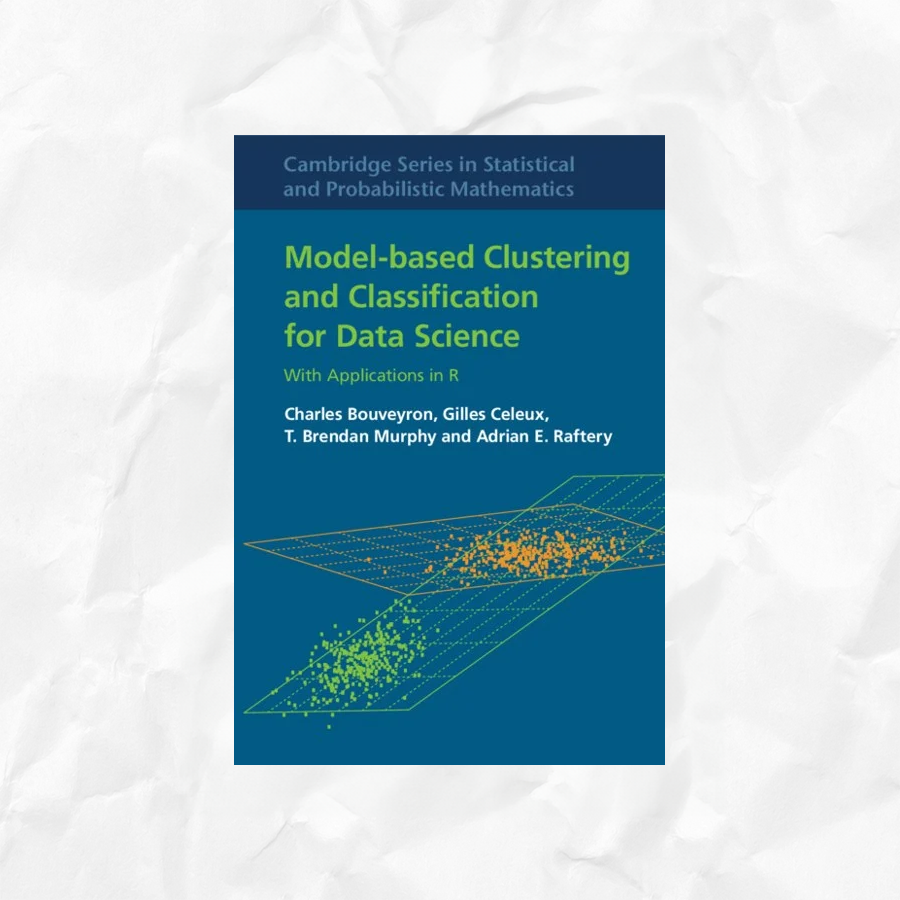 Cambridge Series in Statistical
and Probabilistic Mathematics
Model-based Clustering
and Classification
for Data Science
With Applications in R
Charles Bouveyron, Gilles Celeux,
T. Brendan Murphy and Adrian E. Raftery